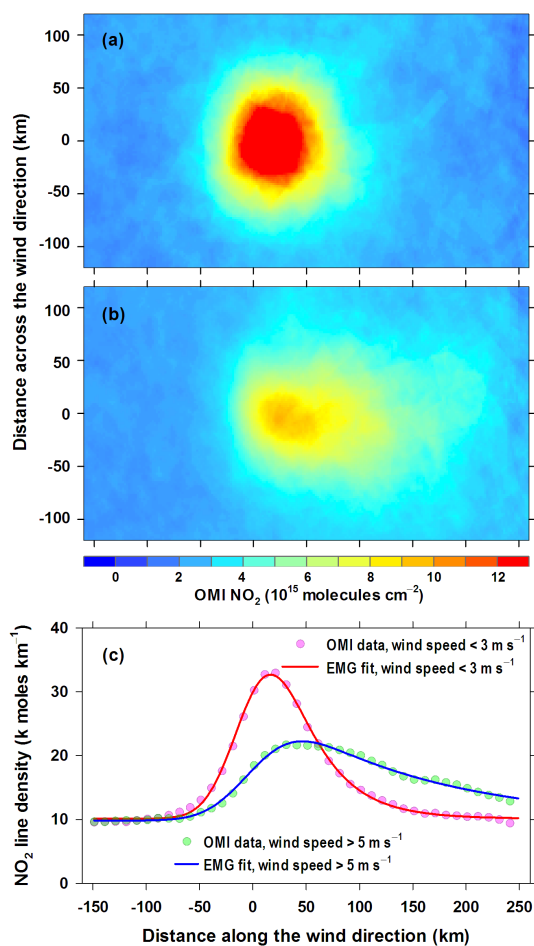 (a)
100
50
0
-50
-100
Distance across the wind direction (km)
(b)
100
50
0
-50
-100
0 2 4 6 8 10 12
OMI NO₂ (10¹⁵ molecules cm⁻²)
(c)
40
30
20
10
0
NO₂ line density (k moles km⁻¹)
OMI data, wind speed < 3 m s⁻¹
EMG fit, wind speed < 3 m s⁻¹
OMI data, wind speed > 5 m s⁻¹
EMG fit, wind speed > 5 m s⁻¹
-150 -100 -50 0 50 100 150 200 250
Distance along the wind direction (km)